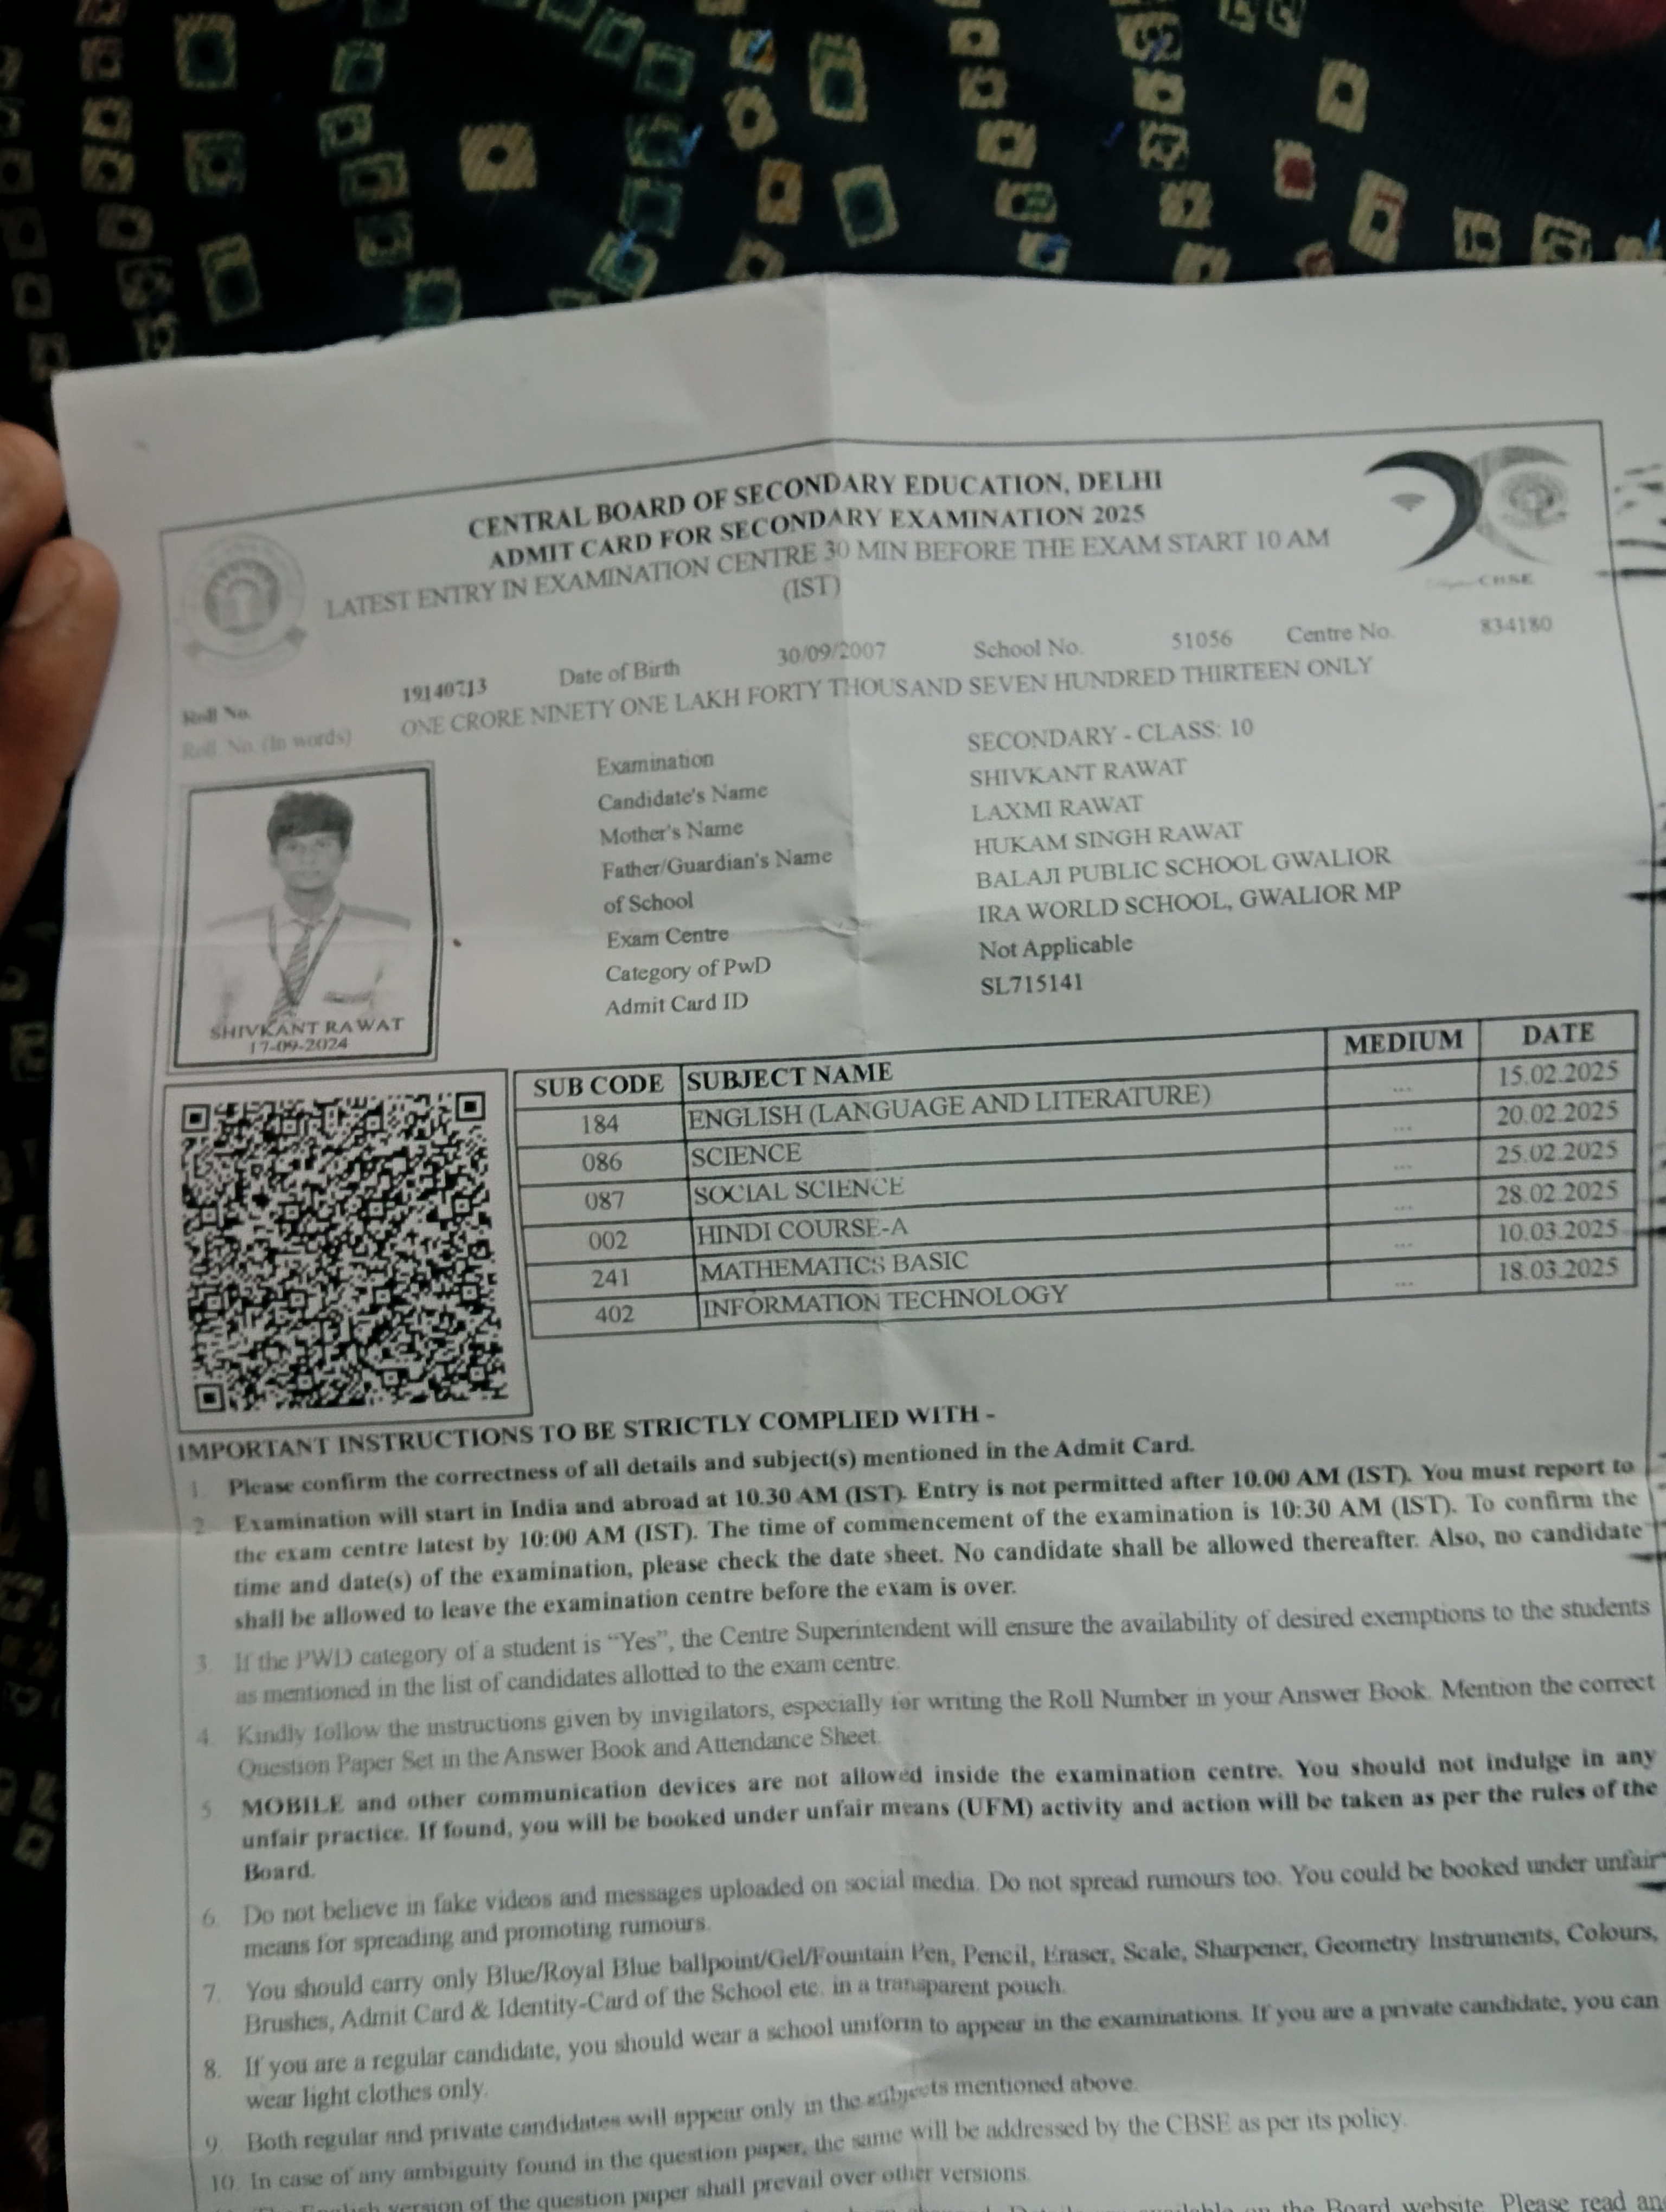 CENTRAL BOARD OF SECONDARY EDUCATION, DELHI
ADMIT CARD FOR SECONDARY EXAMINATION 2025
LATEST ENTRY IN EXAMINATION CENTRE 30 MIN BEFORE THE EXAM START 10 AM
(IST)
CBSE
Roll No. 19140713 Date of Birth 30/09/2007 School No. 51056 Centre No. 834180
Roll. No. (In words) ONE CRORE NINETY ONE LAKH FORTY THOUSAND SEVEN HUNDRED THIRTEEN ONLY
Examination SECONDARY - CLASS: 10
Candidate's Name SHIVKANT RAWAT
Mother's Name LAXMI RAWAT
Father/Guardian's Name HUKAM SINGH RAWAT
of School BALAJI PUBLIC SCHOOL GWALIOR
Exam Centre IRA WORLD SCHOOL, GWALIOR MP
Category of PwD Not Applicable
Admit Card ID SL715141
SHIVKANT RAWAT
17-09-2024
SUB CODE SUBJECT NAME MEDIUM DATE
184 ENGLISH (LANGUAGE AND LITERATURE) ... 15.02.2025
086 SCIENCE ... 20.02.2025
087 SOCIAL SCIENCE ... 25.02.2025
002 HINDI COURSE-A ... 28.02.2025
241 MATHEMATICS BASIC ... 10.03.2025
402 INFORMATION TECHNOLOGY ... 18.03.2025
IMPORTANT INSTRUCTIONS TO BE STRICTLY COMPLIED WITH -
1. Please confirm the correctness of all details and subject(s) mentioned in the Admit Card.
2. Examination will start in India and abroad at 10.30 AM (IST). Entry is not permitted after 10.00 AM (IST). You must report to
the exam centre latest by 10:00 AM (IST). The time of commencement of the examination is 10:30 AM (IST). To confirm the
time and date(s) of the examination, please check the date sheet. No candidate shall be allowed thereafter. Also, no candidate
shall be allowed to leave the examination centre before the exam is over.
3. If the PWD category of a student is “Yes”, the Centre Superintendent will ensure the availability of desired exemptions to the students
as mentioned in the list of candidates allotted to the exam centre.
4. Kindly follow the instructions given by invigilators, especially for writing the Roll Number in your Answer Book. Mention the correct
Question Paper Set in the Answer Book and Attendance Sheet.
5. MOBILE and other communication devices are not allowed inside the examination centre. You should not indulge in any
unfair practice. If found, you will be booked under unfair means (UFM) activity and action will be taken as per the rules of the
Board.
6. Do not believe in fake videos and messages uploaded on social media. Do not spread rumours too. You could be booked under unfair
means for spreading and promoting rumours.
7. You should carry only Blue/Royal Blue ballpoint/Gel/Fountain Pen, Pencil, Eraser, Scale, Sharpener, Geometry Instruments, Colours,
Brushes, Admit Card & Identity-Card of the School etc. in a transparent pouch.
8. If you are a regular candidate, you should wear a school uniform to appear in the examinations. If you are a private candidate, you can
wear light clothes only.
9. Both regular and private candidates will appear only in the subjects mentioned above.
10. In case of any ambiguity found in the question paper, the same will be addressed by the CBSE as per its policy.
English version of the question paper shall prevail over other versions.
on the Board website. Please read